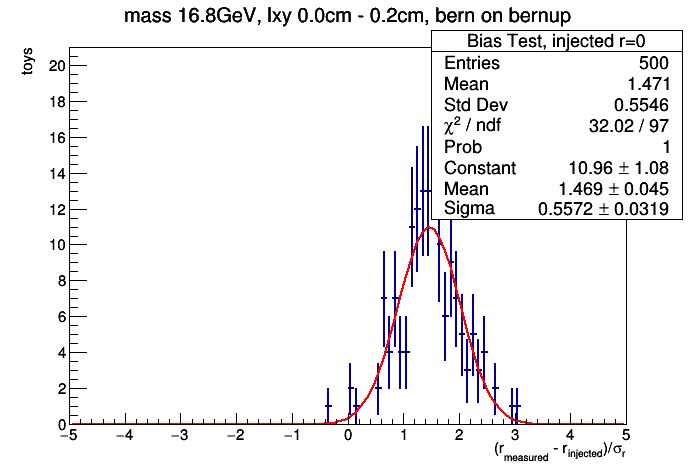 mass 16.8GeV, lxy 0.0cm - 0.2cm, bern on bernup
Bias Test, injected r=0
Entries 500
Mean 1.471
Std Dev 0.5546
χ² / ndf 32.02 / 97
Prob 1
Constant 10.96 ± 1.08
Mean 1.469 ± 0.045
Sigma 0.5572 ± 0.0319
toys
20
18
16
14
12
10
8
6
4
2
0
−5 −4 −3 −2 −1 0 1 2 3 4 5
(r_measured - r_injected)/σ_r